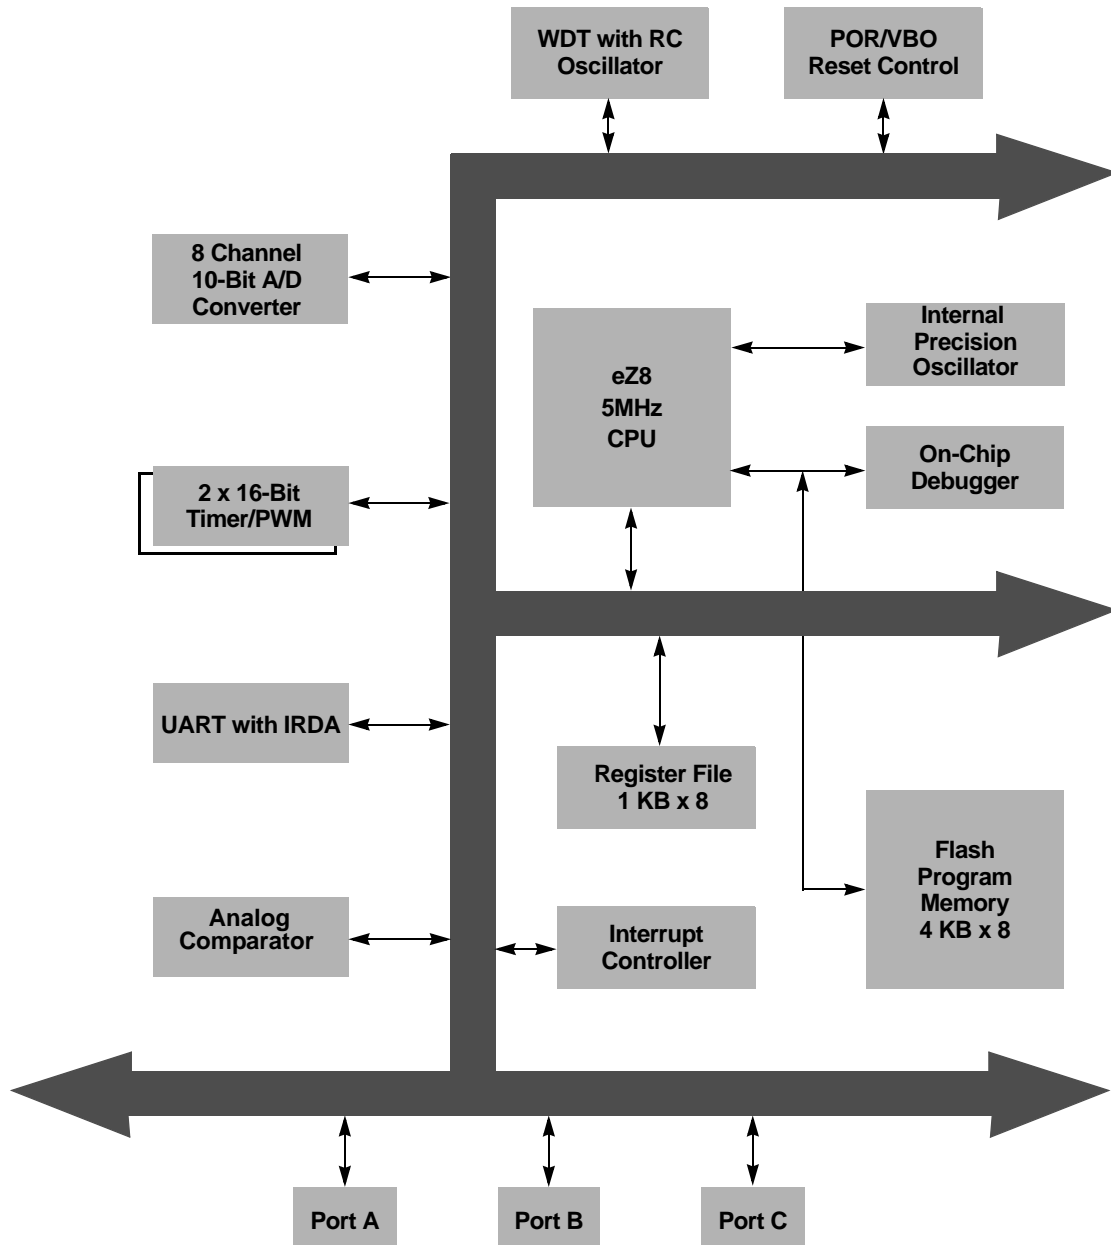 WDT with RC
Oscillator
POR/VBO
Reset Control
8 Channel
10-Bit A/D
Converter
eZ8
5MHz
CPU
Internal
Precision
Oscillator
On-Chip
Debugger
2 x 16-Bit
Timer/PWM
UART with IRDA
Register File
1 KB x 8
Flash
Program
Memory
4 KB x 8
Analog
Comparator
Interrupt
Controller
Port A
Port B
Port C